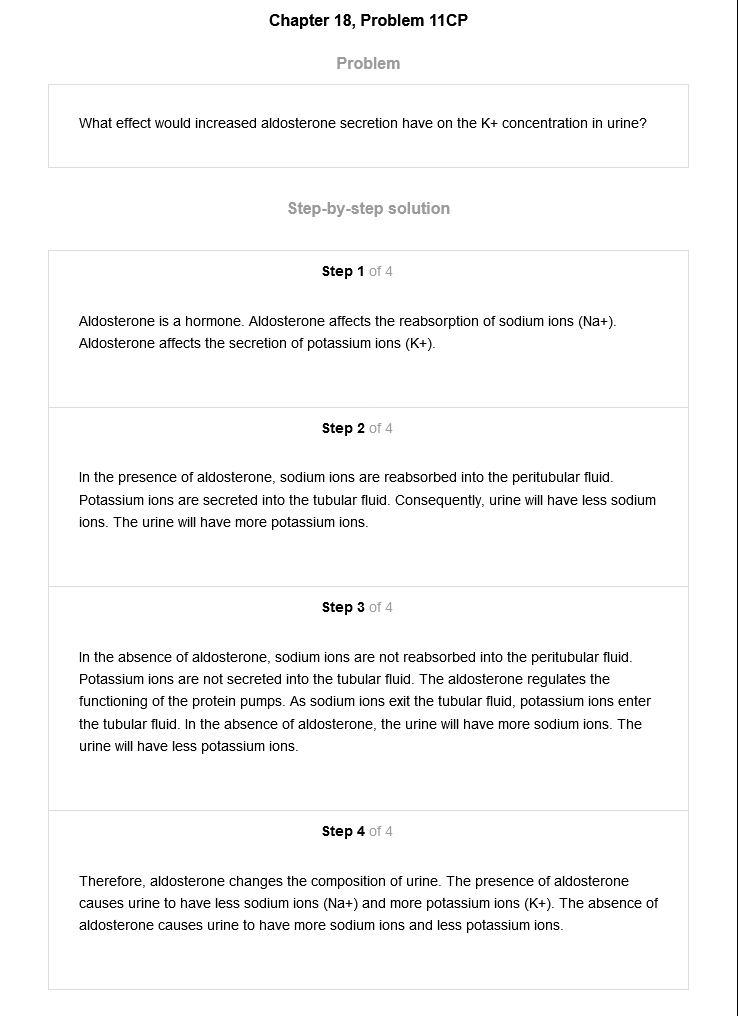 Chapter 18, Problem 11CP
Problem
What effect would increased aldosterone secretion have on the K+ concentration in urine?
Step-by-step solution
Step 1 of 4
Aldosterone is a hormone. Aldosterone affects the reabsorption of sodium ions (Na+).
Aldosterone affects the secretion of potassium ions (K+).
Step 2 of 4
In the presence of aldosterone, sodium ions are reabsorbed into the peritubular fluid.
Potassium ions are secreted into the tubular fluid. Consequently, urine will have less sodium
ions. The urine will have more potassium ions.
Step 3 of 4
In the absence of aldosterone, sodium ions are not reabsorbed into the peritubular fluid.
Potassium ions are not secreted into the tubular fluid. The aldosterone regulates the
functioning of the protein pumps. As sodium ions exit the tubular fluid, potassium ions enter
the tubular fluid. In the absence of aldosterone, the urine will have more sodium ions. The
urine will have less potassium ions.
Step 4 of 4
Therefore, aldosterone changes the composition of urine. The presence of aldosterone
causes urine to have less sodium ions (Na+) and more potassium ions (K+). The absence of
aldosterone causes urine to have more sodium ions and less potassium ions.